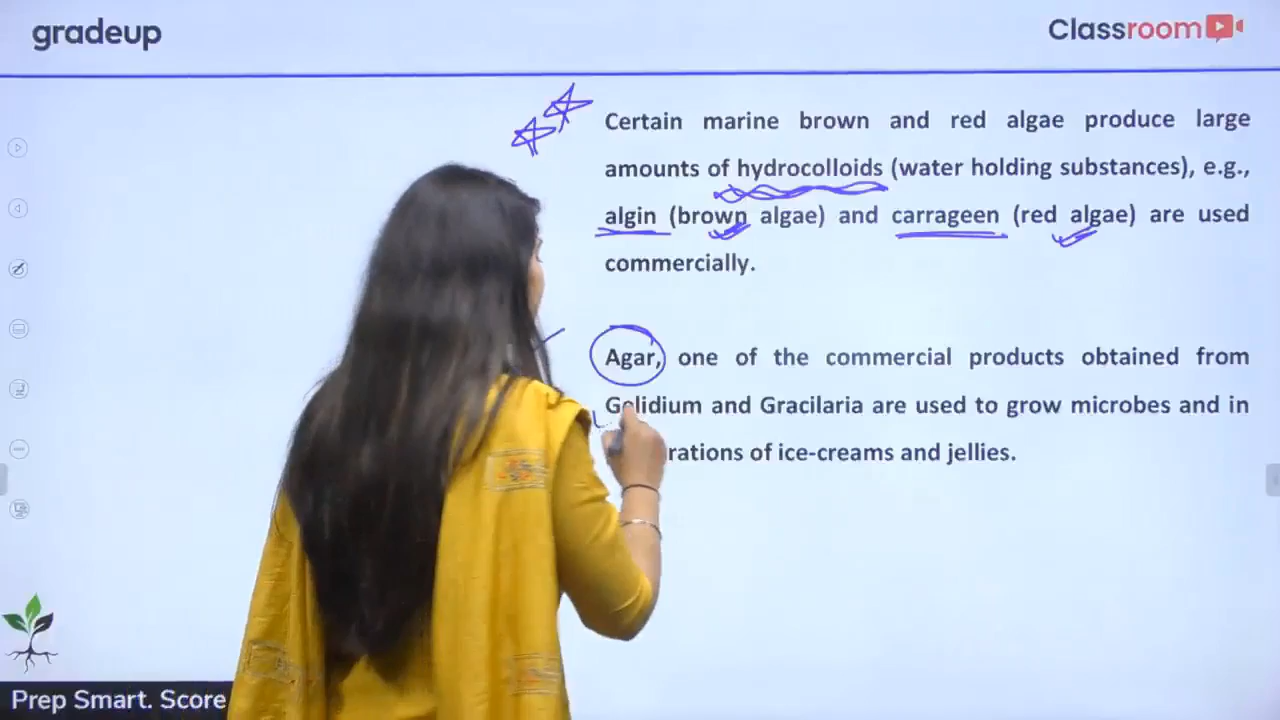 gradeup
Classroom
Certain marine brown and red algae produce large
amounts of hydrocolloids (water holding substances), e.g.,
algin (brown algae) and carrageen (red algae) are used
commercially.
Agar, one of the commercial products obtained from
Gelidium and Gracilaria are used to grow microbes and in
rations of ice-creams and jellies.
Prep Smart. Score